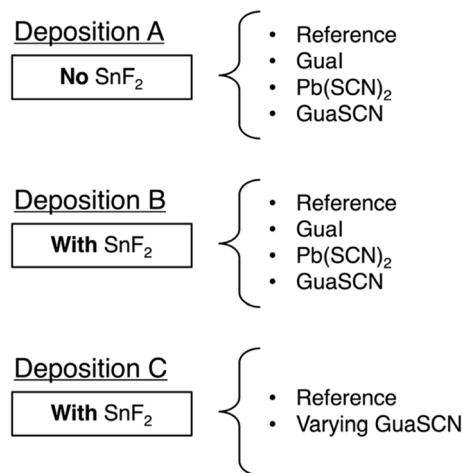 Deposition A
No SnF₂
• Reference
• GuaI
• Pb(SCN)₂
• GuaSCN
Deposition B
With SnF₂
• Reference
• GuaI
• Pb(SCN)₂
• GuaSCN
Deposition C
With SnF₂
• Reference
• Varying GuaSCN